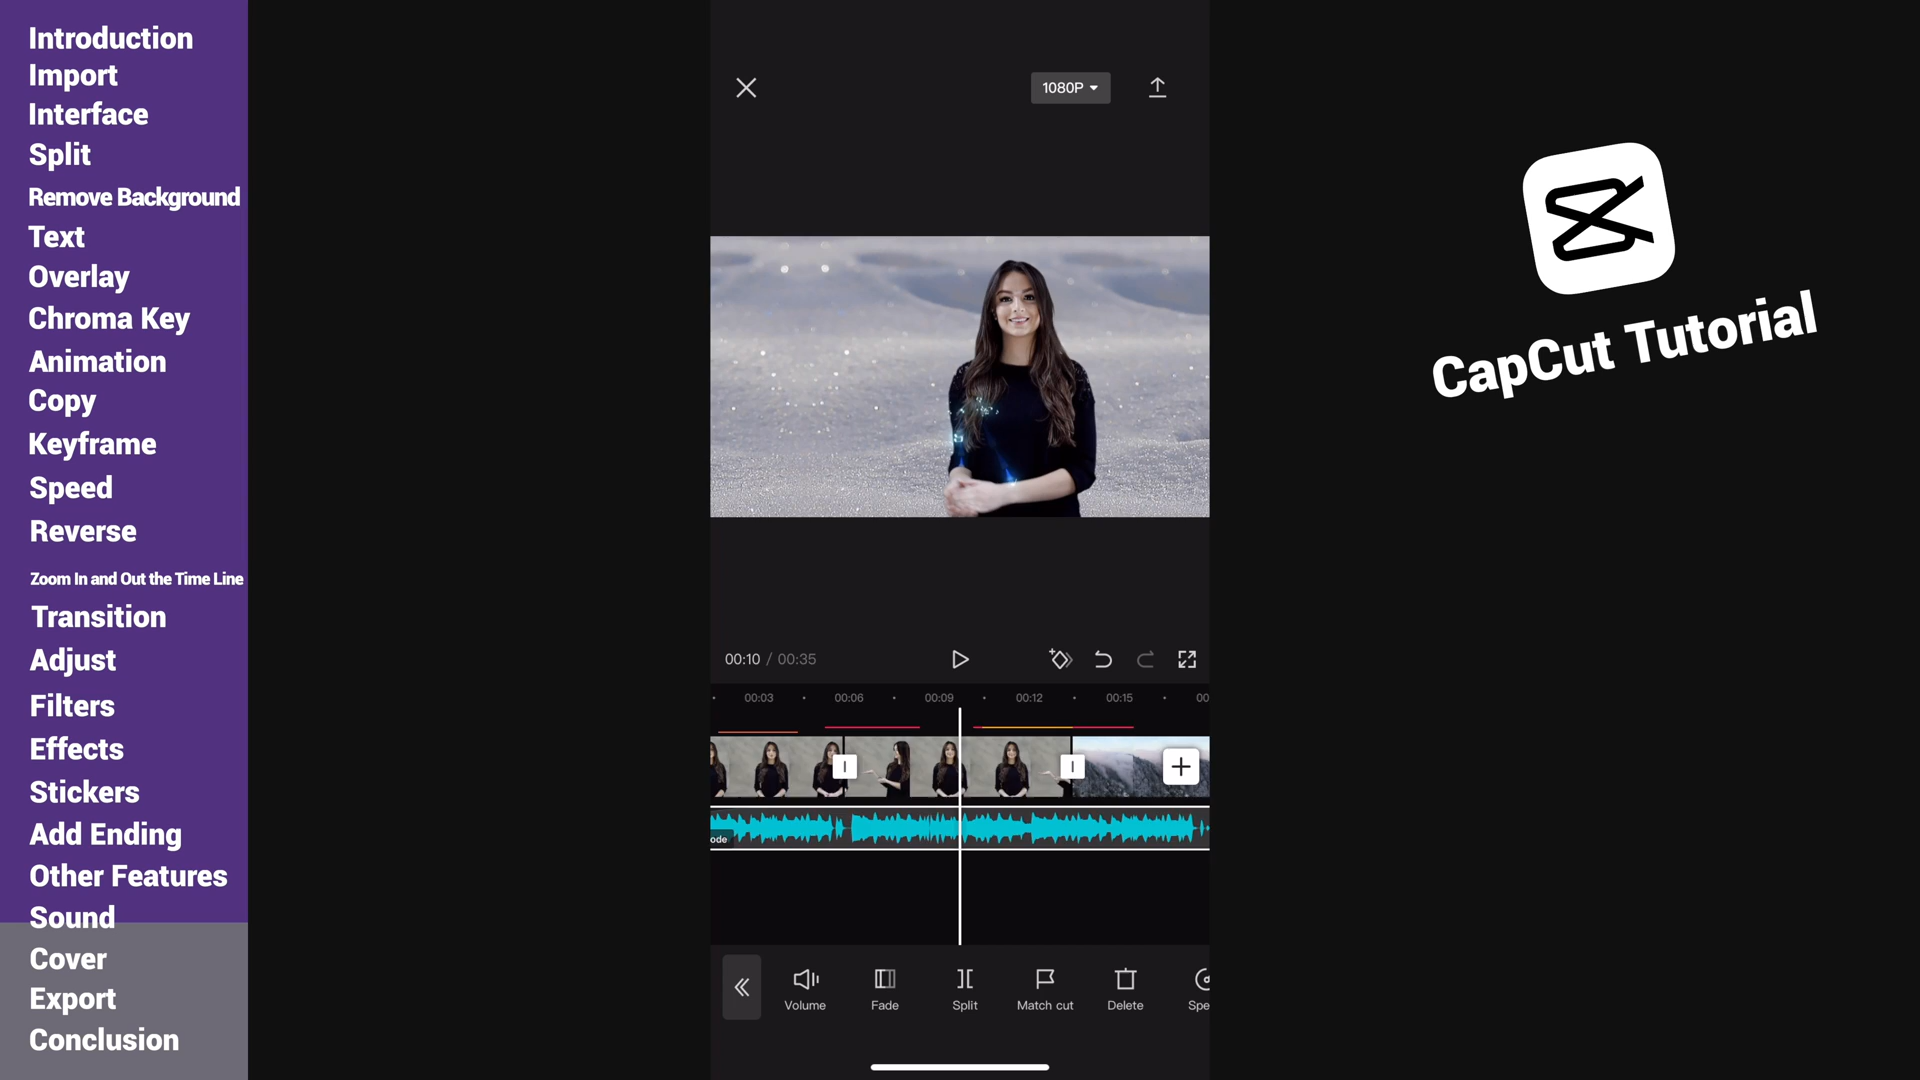 Introduction
Import
Interface
Split
Remove Background
Text
Overlay
Chroma Key
Animation
Copy
Keyframe
Speed
Reverse
Zoom In and Out the Time Line
Transition
Adjust
Filters
Effects
Stickers
Add Ending
Other Features
Sound
Cover
Export
Conclusion
1080P
00:10 / 00:35
00:03 00:06 00:09 00:12 00:15 00
ode
Volume Fade Split Match cut Delete Spe
CapCut Tutorial